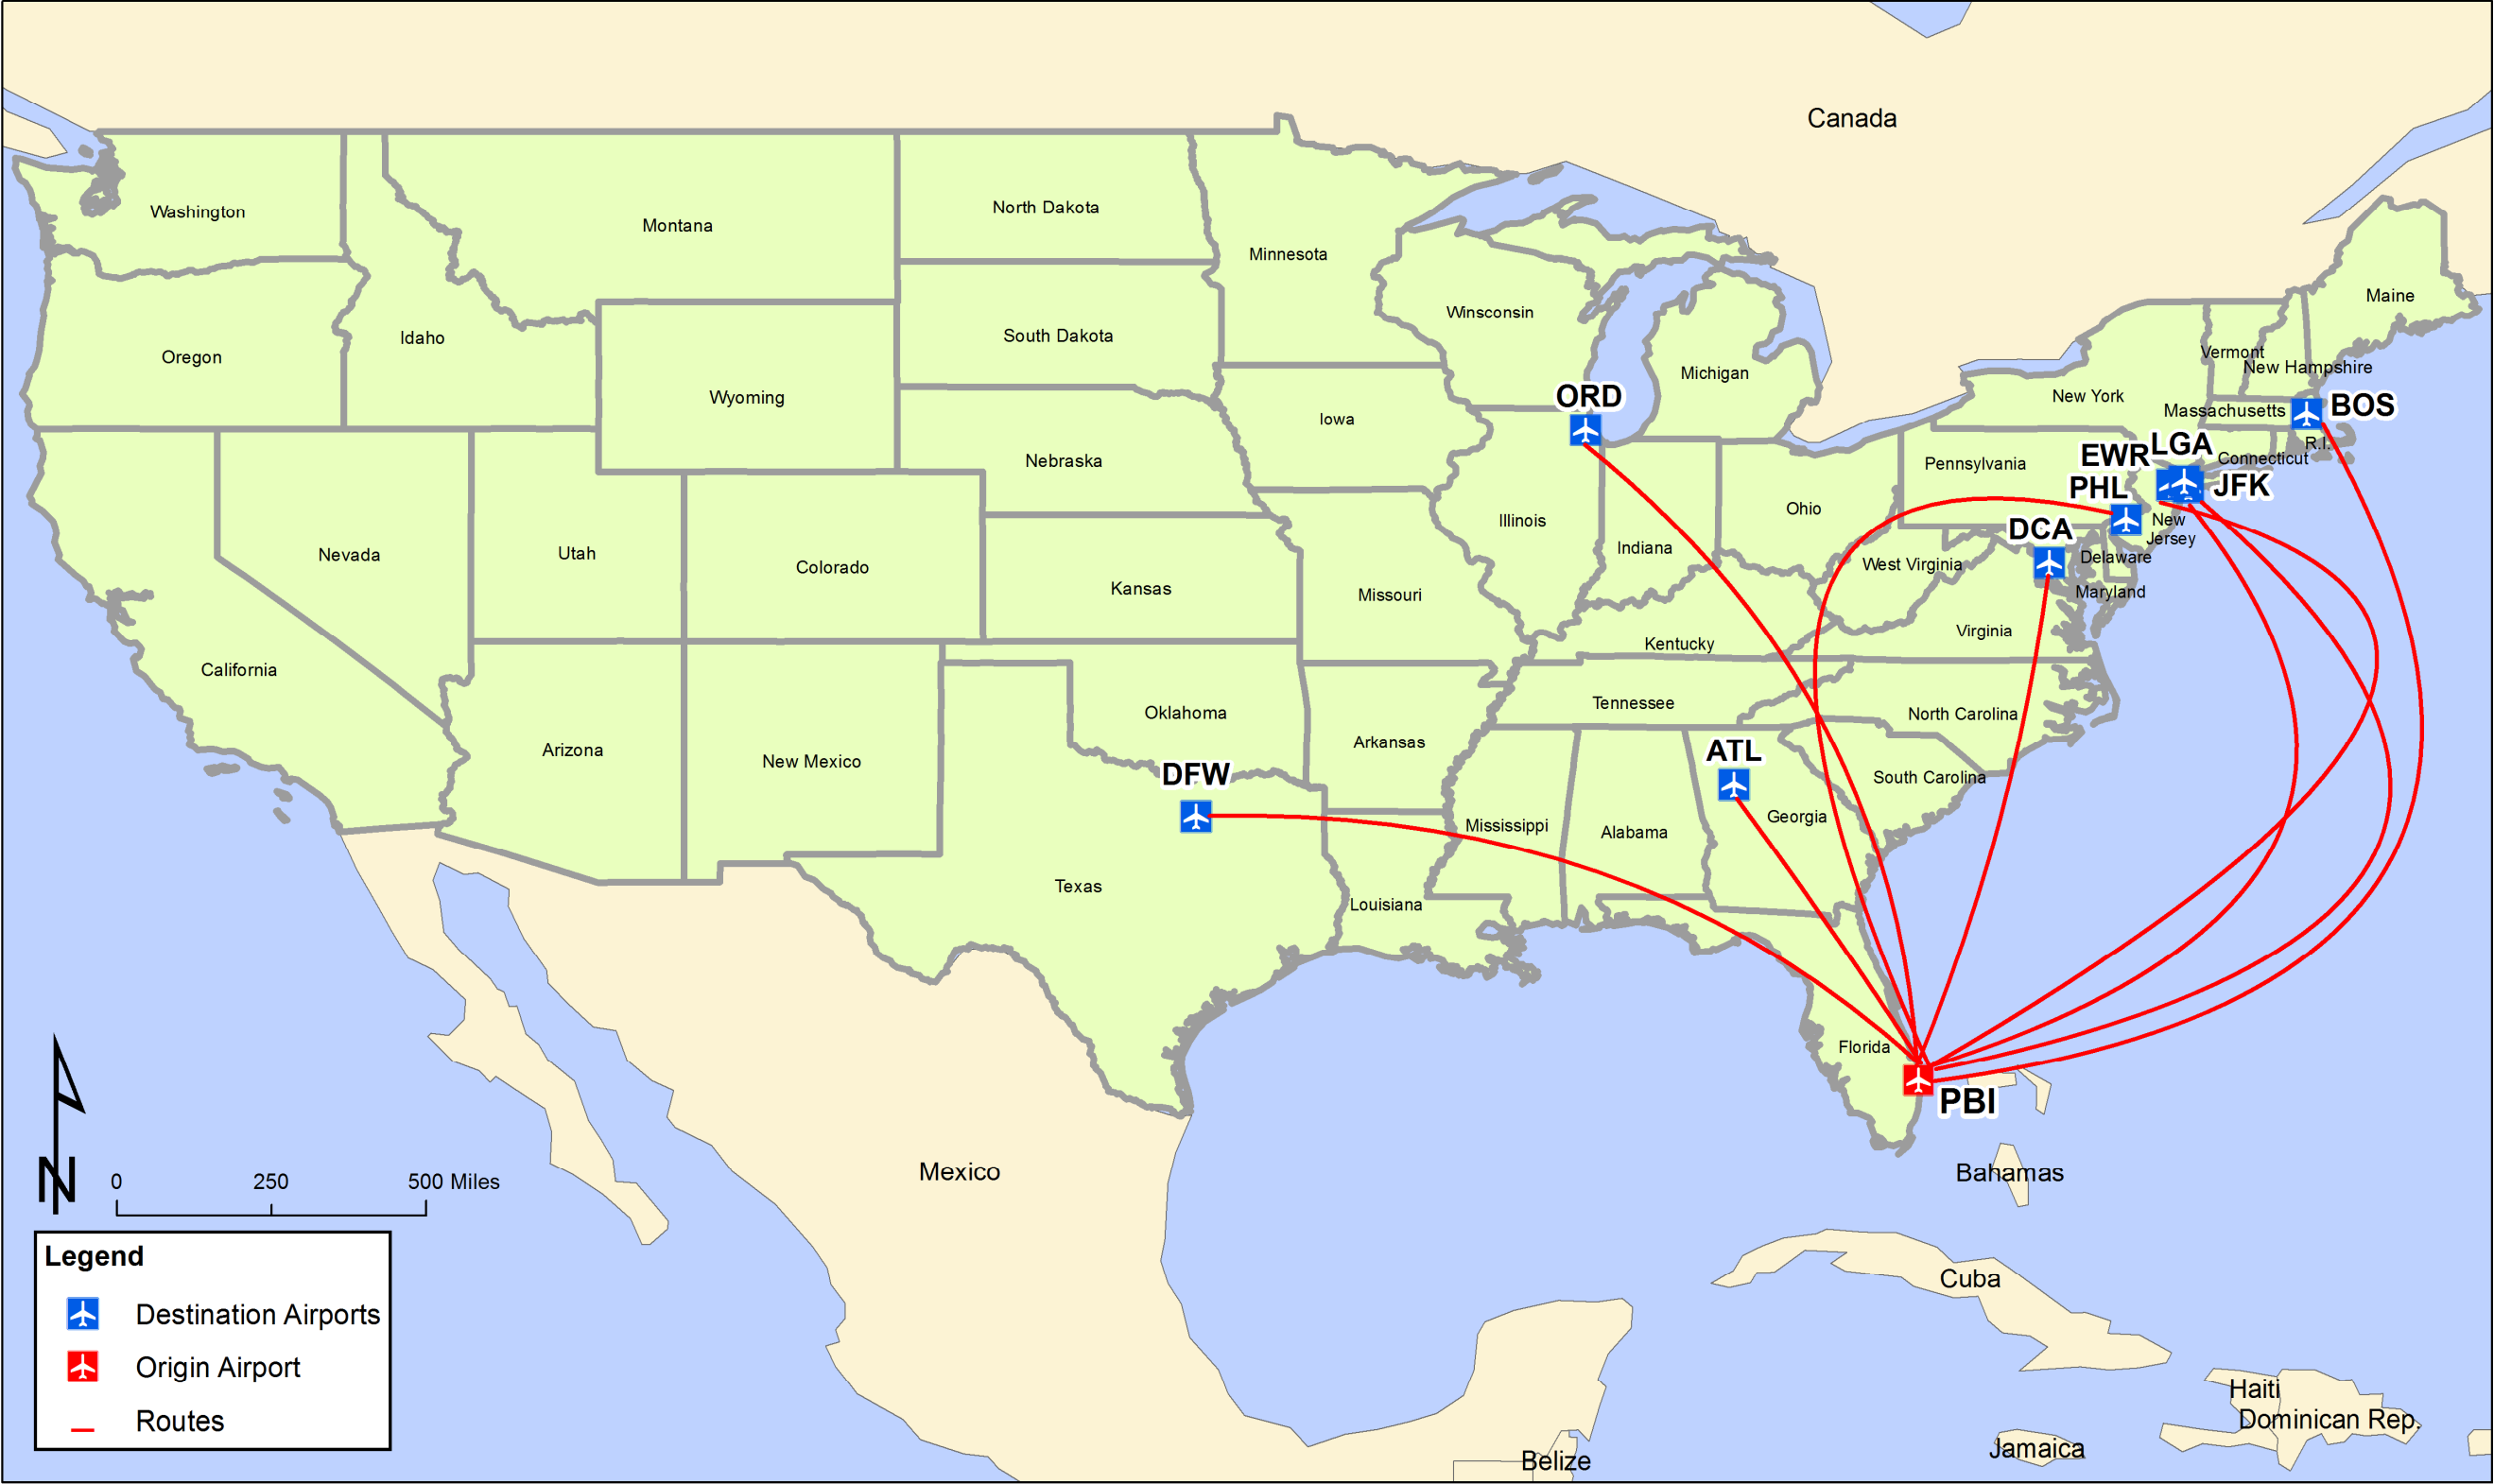 Canada
Washington
Montana
North Dakota
Minnesota
Maine
Idaho
Oregon
South Dakota
Winsconsin
Michigan
Vermont
New Hampshire
Wyoming
New York
ORD
Massachusetts
BOS
Iowa
Nebraska
Pennsylvania
EWR
LGA
R.I.
Connecticut
PHL
JFK
Illinois
Ohio
New
Jersey
DCA
Nevada
Utah
Colorado
Indiana
West Virginia
Delaware
Kansas
Missouri
Maryland
California
Kentucky
Virginia
Oklahoma
Tennessee
North Carolina
Arizona
New Mexico
Arkansas
ATL
DFW
South Carolina
Georgia
Mississippi
Alabama
Texas
Louisiana
Florida
PBI
Mexico
Bahamas
N
0 250 500 Miles
Cuba
Legend
Destination Airports
Origin Airport
Routes
Haiti
Dominican Rep.
Jamaica
Belize